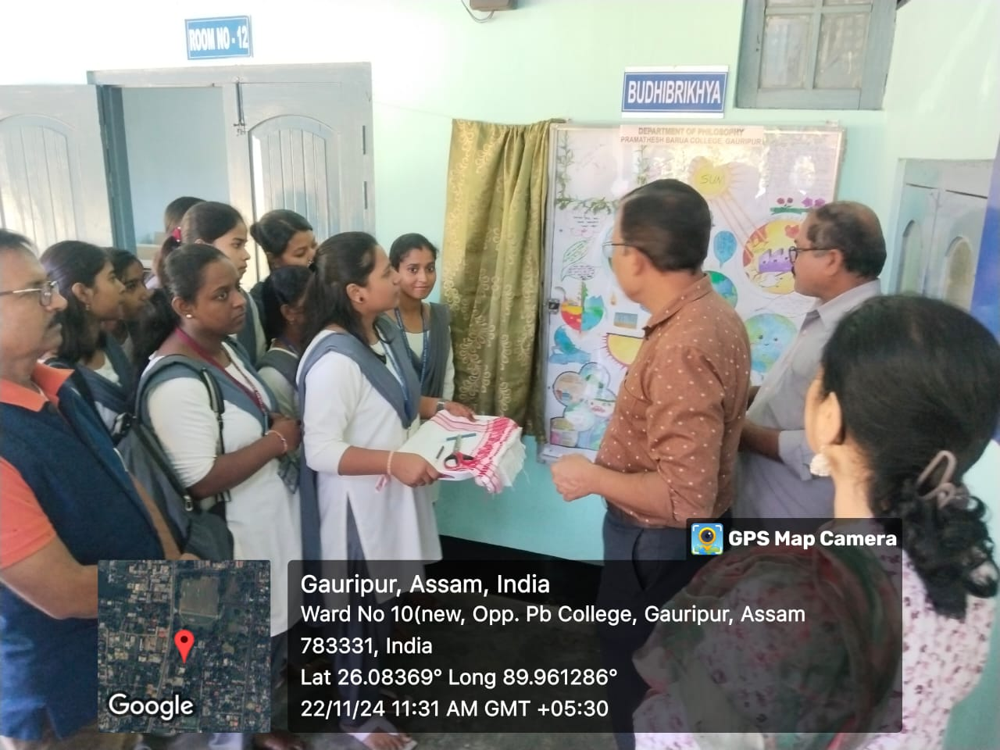 ROOM NO - 12
BUDHIBRIKHYA
DEPARTMENT OF PHILOSOPHY
PRAMATHESH BARUA COLLEGE, GAURIPUR
SUN
GPS Map Camera
Gauripur, Assam, India
Ward No 10(new, Opp. Pb College, Gauripur, Assam
783331, India
Lat 26.08369° Long 89.961286°
22/11/24 11:31 AM GMT +05:30
Google